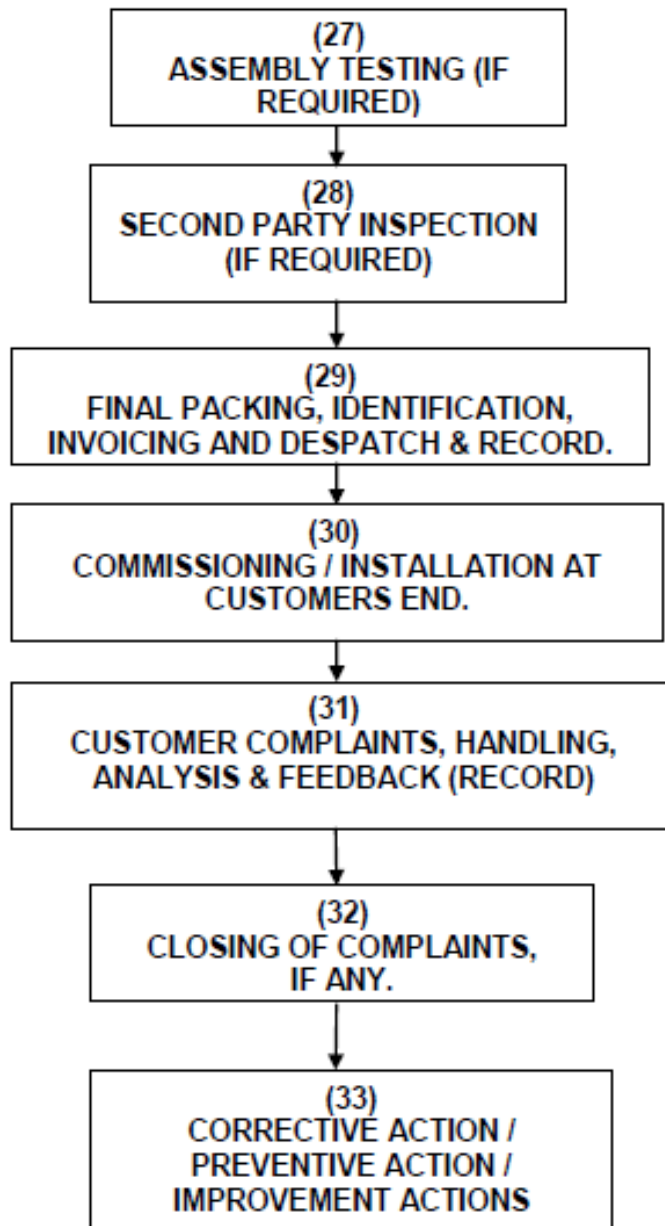 (27)
ASSEMBLY TESTING (IF
REQUIRED)
(28)
SECOND PARTY INSPECTION
(IF REQUIRED)
(29)
FINAL PACKING, IDENTIFICATION,
INVOICING AND DESPATCH & RECORD.
(30)
COMMISSIONING / INSTALLATION AT
CUSTOMERS END.
(31)
CUSTOMER COMPLAINTS, HANDLING,
ANALYSIS & FEEDBACK (RECORD)
(32)
CLOSING OF COMPLAINTS,
IF ANY.
(33)
CORRECTIVE ACTION /
PREVENTIVE ACTION /
IMPROVEMENT ACTIONS